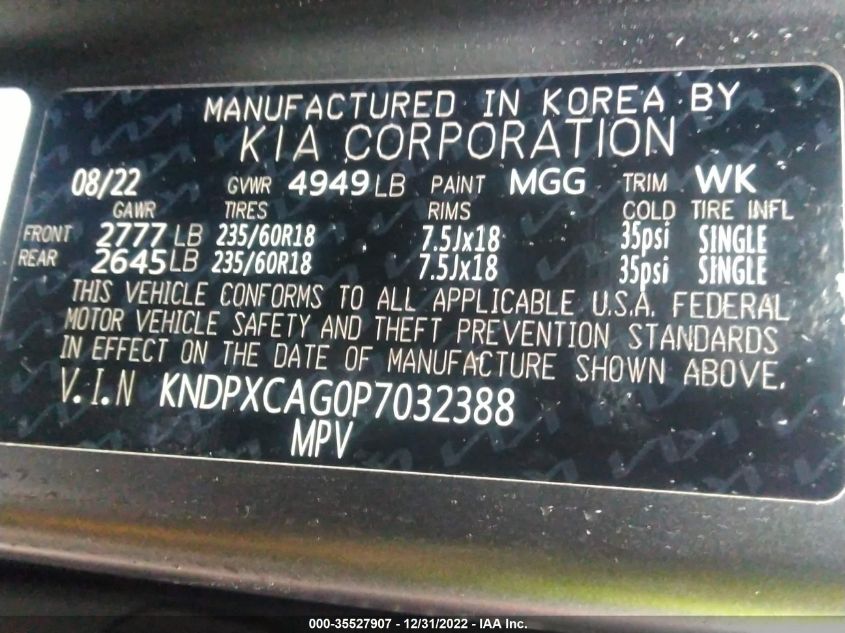 MANUFACTURED IN KOREA BY
KIA CORPORATION
08/22 GVWR 4949 LB PAINT MGG TRIM WK
GAWR TIRES RIMS COLD TIRE INFL
FRONT 2777 LB 235/60R18 7.5Jx18 35psi SINGLE
REAR 2645 LB 235/60R18 7.5Jx18 35psi SINGLE
THIS VEHICLE CONFORMS TO ALL APPLICABLE U.S.A. FEDERAL
MOTOR VEHICLE SAFETY AND THEFT PREVENTION STANDARDS
IN EFFECT ON THE DATE OF MANUFACTURE SHOWN ABOVE.
V.I.N KNDPXCAG0P7032388
MPV
000-35527907 - 12/31/2022 - IAA Inc.